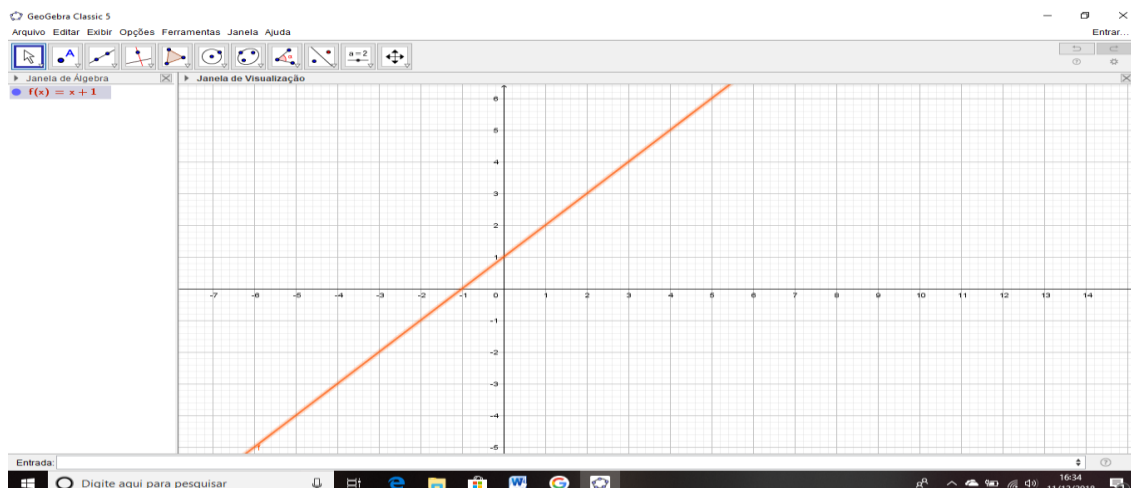 GeoGebra Classic 5
Arquivo Editar Exibir Opções Ferramentas Janela Ajuda
Entrar...
A
a=2
Janela de Álgebra
Janela de Visualização
f(x) = x + 1
6
5
4
3
2
1
-7 -6 -5 -4 -3 -2 -1 0 1 2 3 4 5 6 7 8 9 10 11 12 13 14
-1
-2
-3
-4
-5
Entrada:
Digite aqui para pesquisar
16:34
11/12/2018